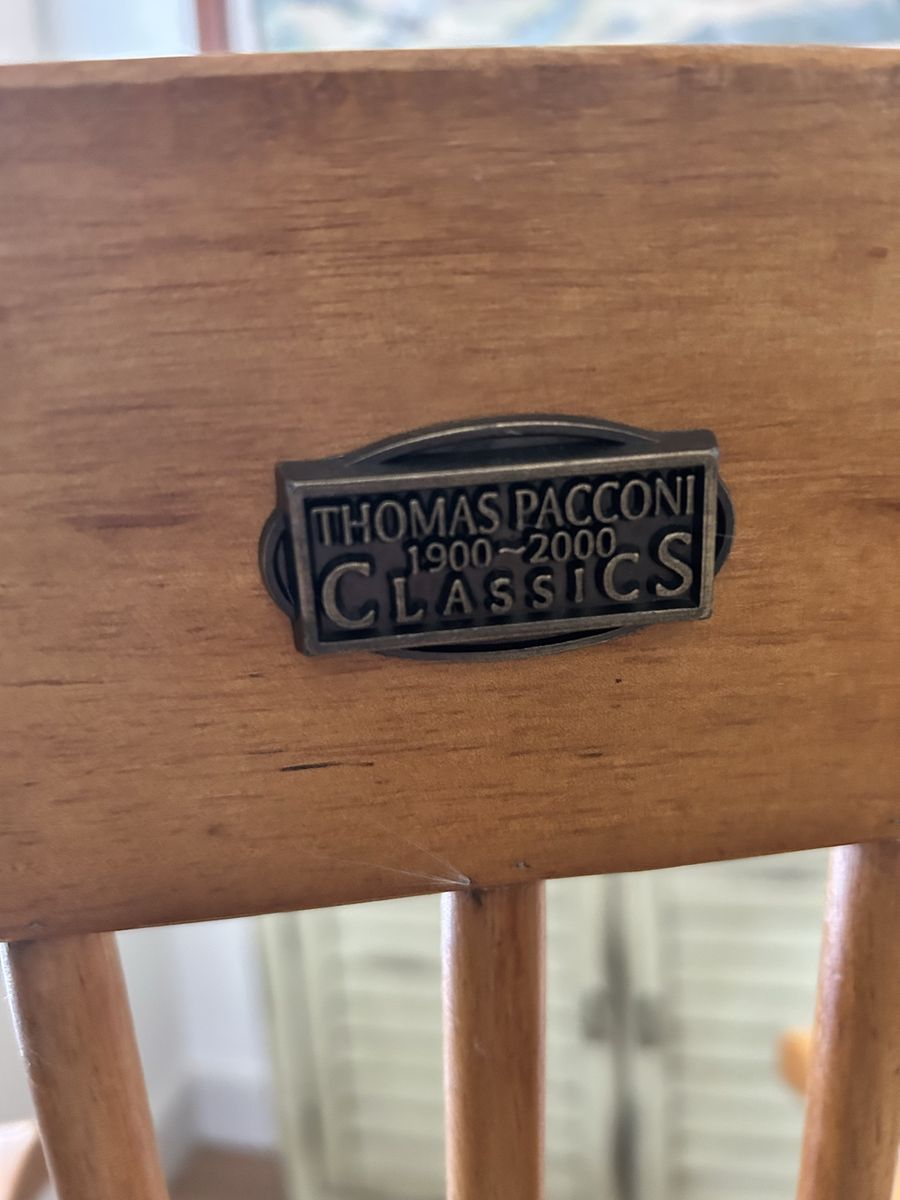 THOMAS PACCONI
1900~2000
CLASSICS